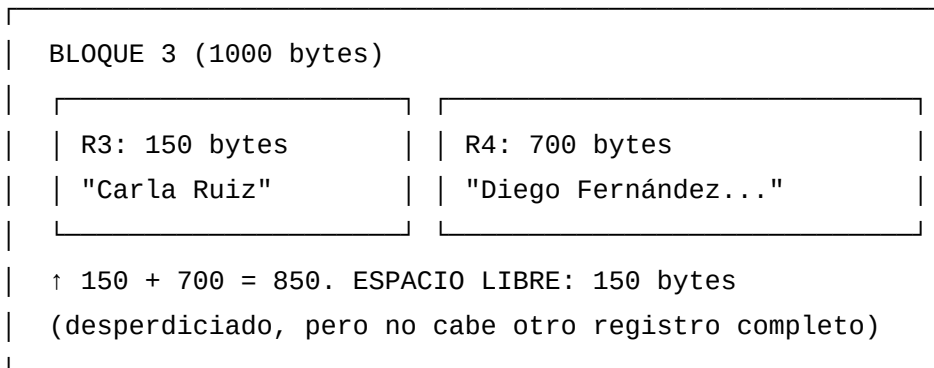 BLOQUE 3 (1000 bytes)
R3: 150 bytes R4: 700 bytes
"Carla Ruiz" "Diego Fernández..."
↑ 150 + 700 = 850. ESPACIO LIBRE: 150 bytes
(desperdiciado, pero no cabe otro registro completo)